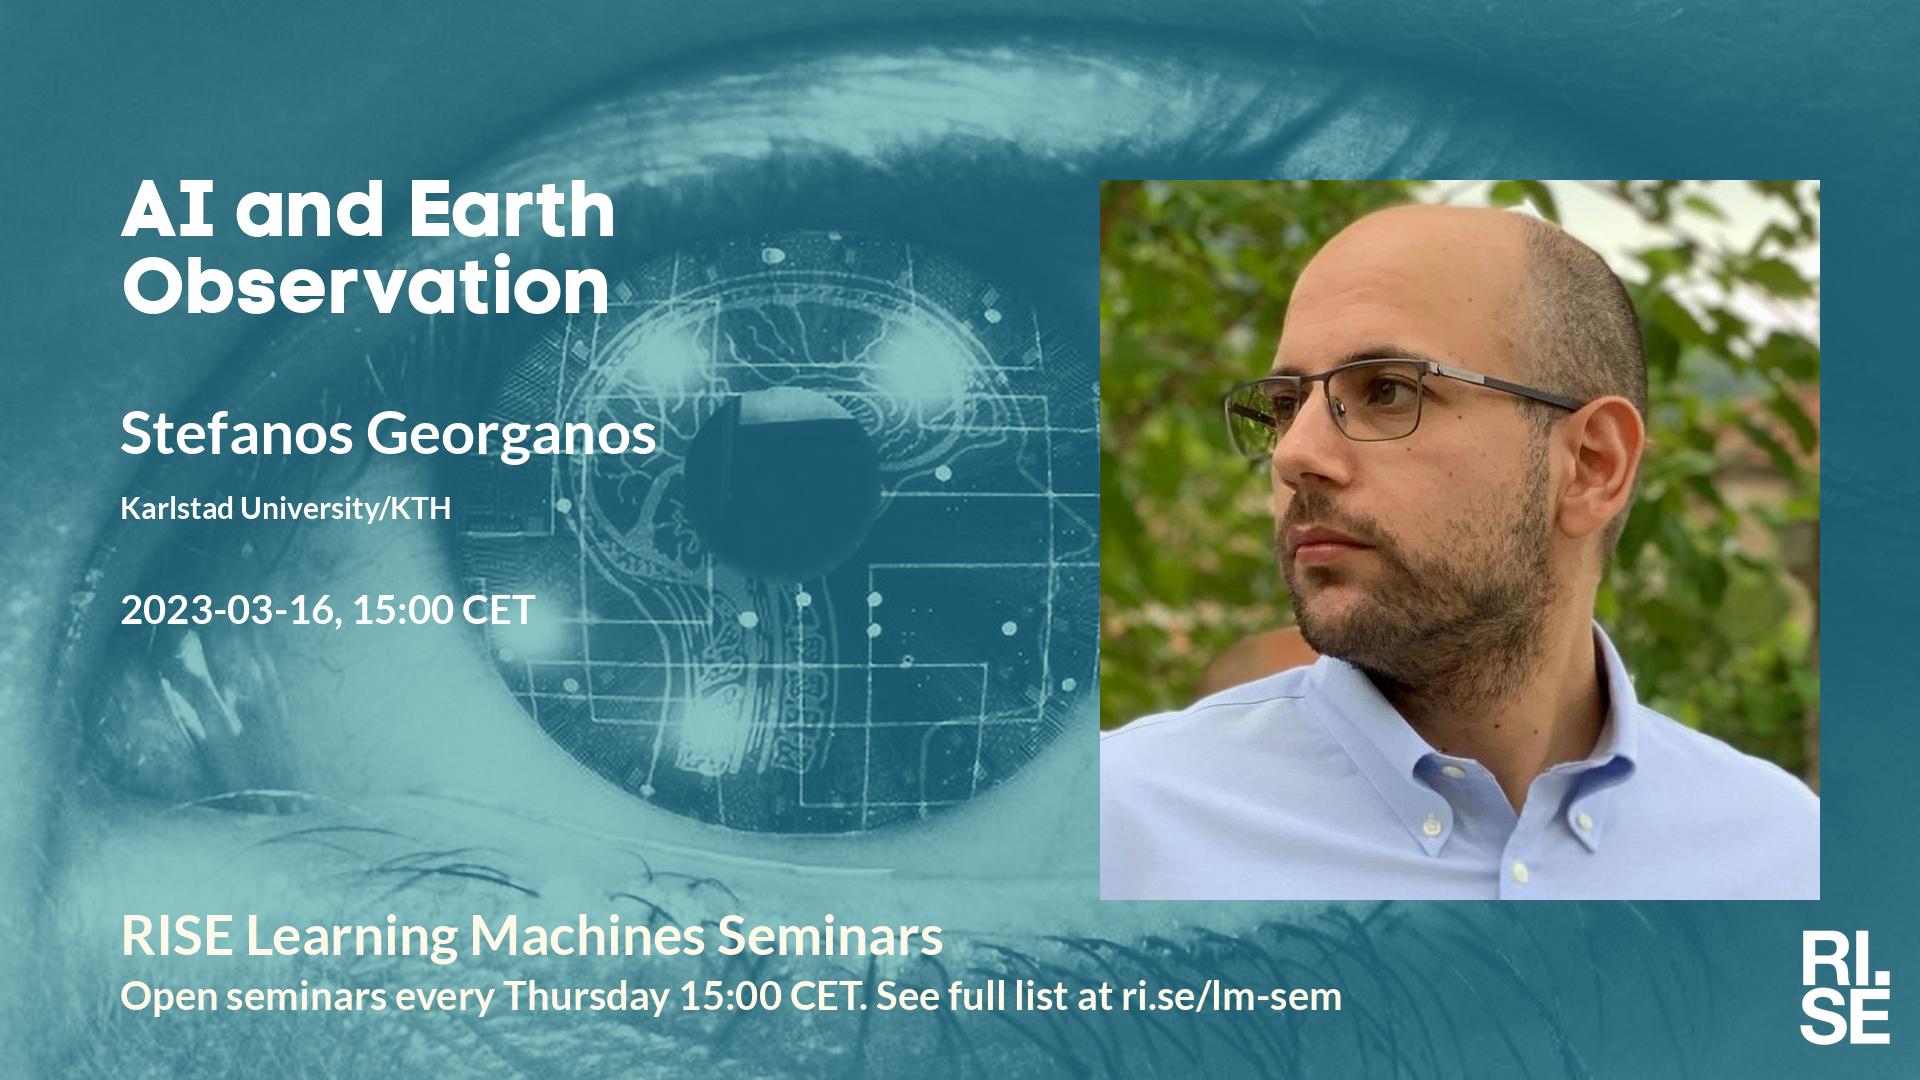 AI and Earth
Observation
Stefanos Georganos
Karlstad University/KTH
2023-03-16, 15:00 CET
RISE Learning Machines Seminars
Open seminars every Thursday 15:00 CET. See full list at ri.se/lm-sem
RI.
SE